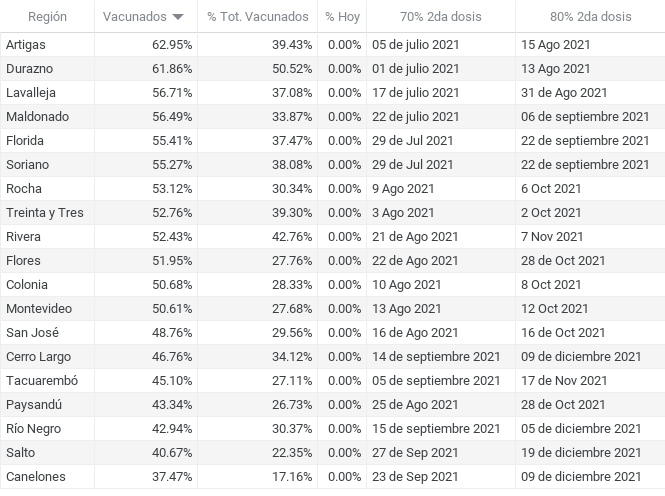 Región Vacunados % Tot. Vacunados % Hoy 70% 2da dosis 80% 2da dosis
Artigas 62.95% 39.43% 0.00% 05 de julio 2021 15 Ago 2021
Durazno 61.86% 50.52% 0.00% 01 de julio 2021 13 Ago 2021
Lavalleja 56.71% 37.08% 0.00% 17 de julio 2021 31 de Ago 2021
Maldonado 56.49% 33.87% 0.00% 22 de julio 2021 06 de septiembre 2021
Florida 55.41% 37.47% 0.00% 29 de Jul 2021 22 de septiembre 2021
Soriano 55.27% 38.08% 0.00% 29 de Jul 2021 22 de septiembre 2021
Rocha 53.12% 30.34% 0.00% 9 Ago 2021 6 Oct 2021
Treinta y Tres 52.76% 39.30% 0.00% 3 Ago 2021 2 Oct 2021
Rivera 52.43% 42.76% 0.00% 21 de Ago 2021 7 Nov 2021
Flores 51.95% 27.76% 0.00% 22 de Ago 2021 28 de Oct 2021
Colonia 50.68% 28.33% 0.00% 10 Ago 2021 8 Oct 2021
Montevideo 50.61% 27.68% 0.00% 13 Ago 2021 12 Oct 2021
San José 48.76% 29.56% 0.00% 16 de Ago 2021 16 de Oct 2021
Cerro Largo 46.76% 34.12% 0.00% 14 de septiembre 2021 09 de diciembre 2021
Tacuarembó 45.10% 27.11% 0.00% 05 de septiembre 2021 17 de Nov 2021
Paysandú 43.34% 26.73% 0.00% 25 de Ago 2021 28 de Oct 2021
Río Negro 42.94% 30.37% 0.00% 15 de septiembre 2021 05 de diciembre 2021
Salto 40.67% 22.35% 0.00% 27 de Sep 2021 19 de diciembre 2021
Canelones 37.47% 17.16% 0.00% 23 de Sep 2021 09 de diciembre 2021